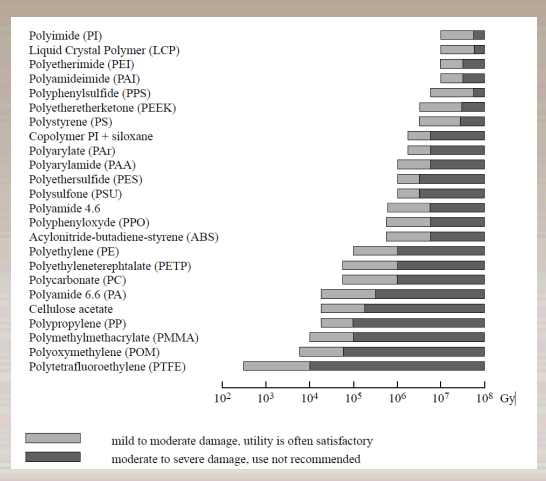 Polyimide (PI)
Liquid Crystal Polymer (LCP)
Polyetherimide (PEI)
Polyamideimide (PAI)
Polyphenylsulfide (PPS)
Polyetheretherketone (PEEK)
Polystyrene (PS)
Copolymer PI + siloxane
Polyarylate (PAr)
Polyarylamide (PAA)
Polyethersulfide (PES)
Polysulfone (PSU)
Polyamide 4.6
Polyphenyloxyde (PPO)
Acylonitride-butadiene-styrene (ABS)
Polyethylene (PE)
Polyethyleneterephtalate (PETP)
Polycarbonate (PC)
Polyamide 6.6 (PA)
Cellulose acetate
Polypropylene (PP)
Polymethylmethacrylate (PMMA)
Polyoxymethylene (POM)
Polytetrafluoroethylene (PTFE)
10² 10³ 10⁴ 10⁵ 10⁶ 10⁷ 10⁸ Gy
mild to moderate damage, utility is often satisfactory
moderate to severe damage, use not recommended